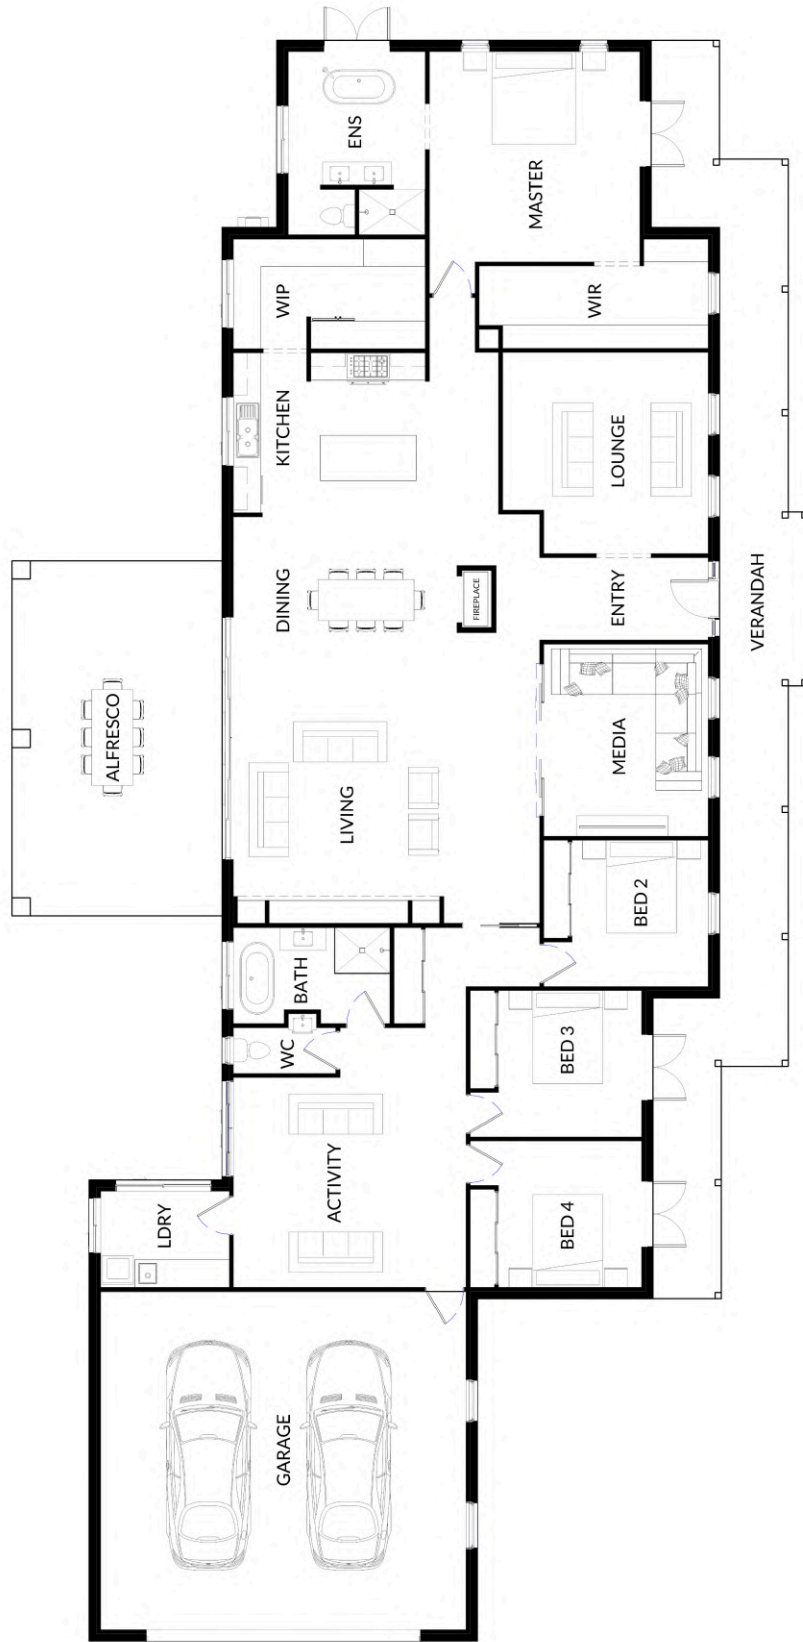 ENS
MASTER
WIP
WIR
KITCHEN
LOUNGE
DINING
FIREPLACE
ENTRY
VERANDAH
ALFRESCO
MEDIA
LIVING
BED 2
BATH
WC
BED 3
ACTIVITY
LDRY
BED 4
GARAGE